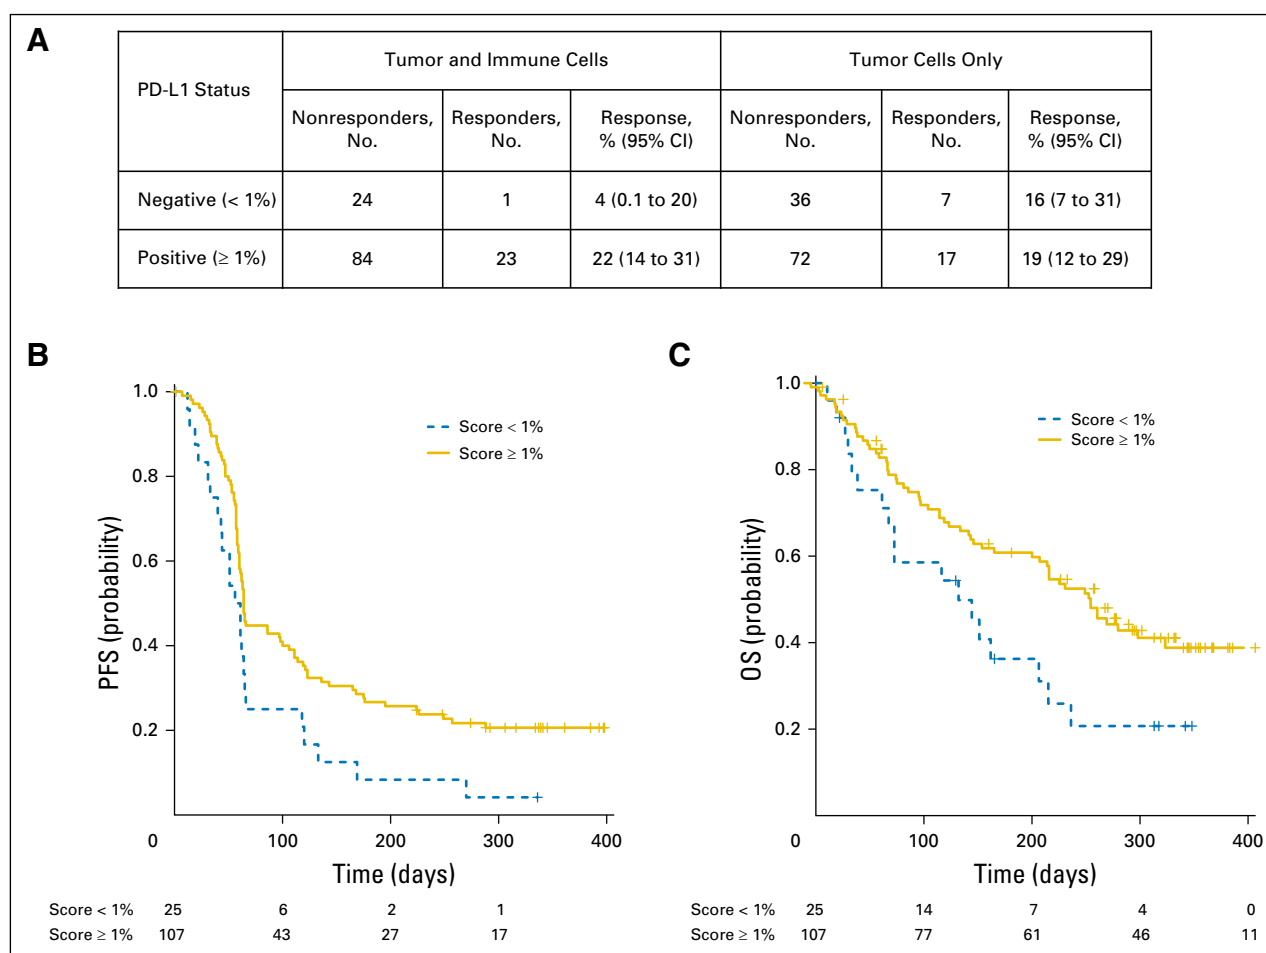 A
PD-L1 Status
Tumor and Immune Cells
Tumor Cells Only
Nonresponders, No.
Responders, No.
Response, % (95% CI)
Nonresponders, No.
Responders, No.
Response, % (95% CI)
Negative (< 1%) 24 1 4 (0.1 to 20) 36 7 16 (7 to 31)
Positive (≥ 1%) 84 23 22 (14 to 31) 72 17 19 (12 to 29)
B
PFS (probability)
1.0
0.8
0.6
0.4
0.2
Score < 1%
Score ≥ 1%
0 100 200 300 400
Time (days)
Score < 1% 25 6 2 1
Score ≥ 1% 107 43 27 17
C
OS (probability)
1.0
0.8
0.6
0.4
0.2
Score < 1%
Score ≥ 1%
0 100 200 300 400
Time (days)
Score < 1% 25 14 7 4 0
Score ≥ 1% 107 77 61 46 11